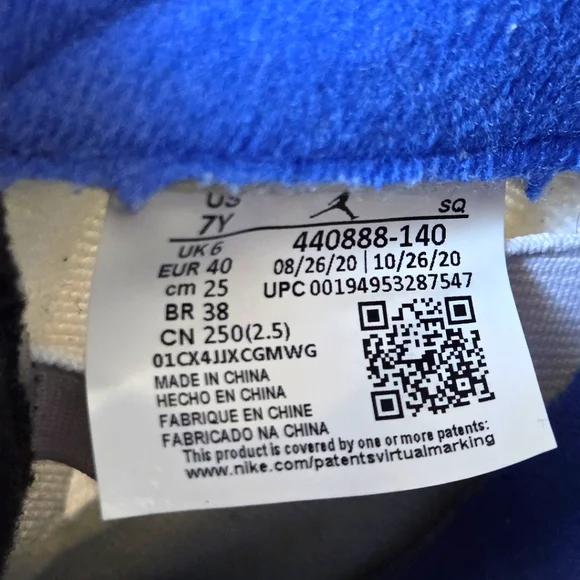 US
7Y
SQ
UK 6
440888-140
EUR 40
08/26/20 | 10/26/20
cm 25
UPC 00194953287547
BR 38
CN 250(2.5)
01CX4JJXCGMWG
MADE IN CHINA
HECHO EN CHINA
FABRIQUE EN CHINE
FABRICADO NA CHINA
This product is covered by one or more patents:
www.nike.com/patentsvirtualmarking